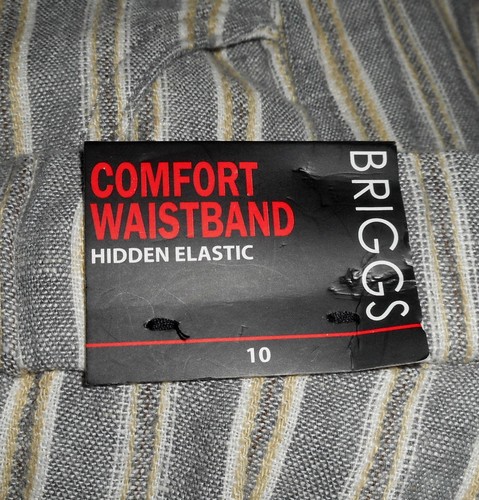 COMFORT
WAISTBAND
HIDDEN ELASTIC
BRIGGS
10